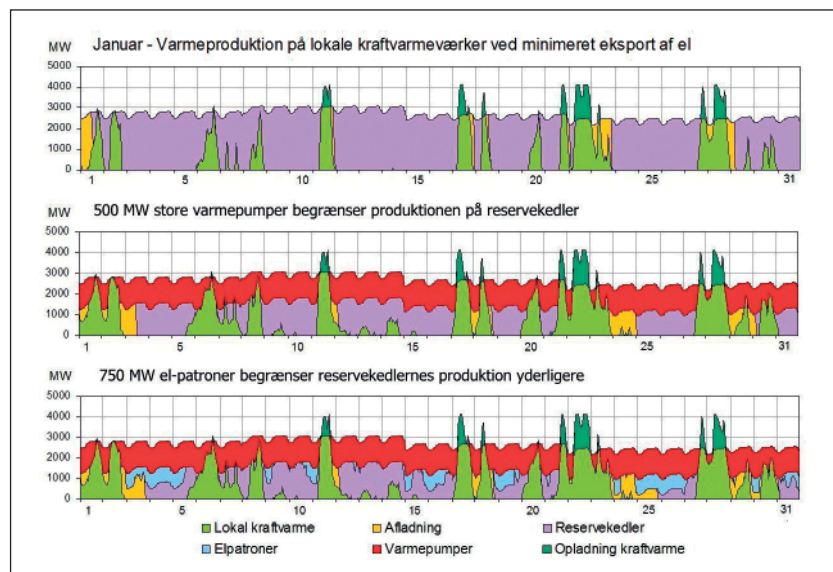 Januar - Varmeproduktion på lokale kraftvarmeværker ved minimeret eksport af el
MW
5000
4000
3000
2000
1000
0
1 5 10 15 20 25 31
500 MW store varmepumper begrænser produktionen på reservekedler
MW
5000
4000
3000
2000
1000
0
1 5 10 15 20 25 31
MW 750 MW el-patroner begrænser reservekedlernes produktion yderligere
5000
4000
3000
2000
1000
0
1 5 10 15 20 25 31
Lokal kraftvarme Afladning Reservekedler
Elpatroner Varmepumper Opladning kraftvarme